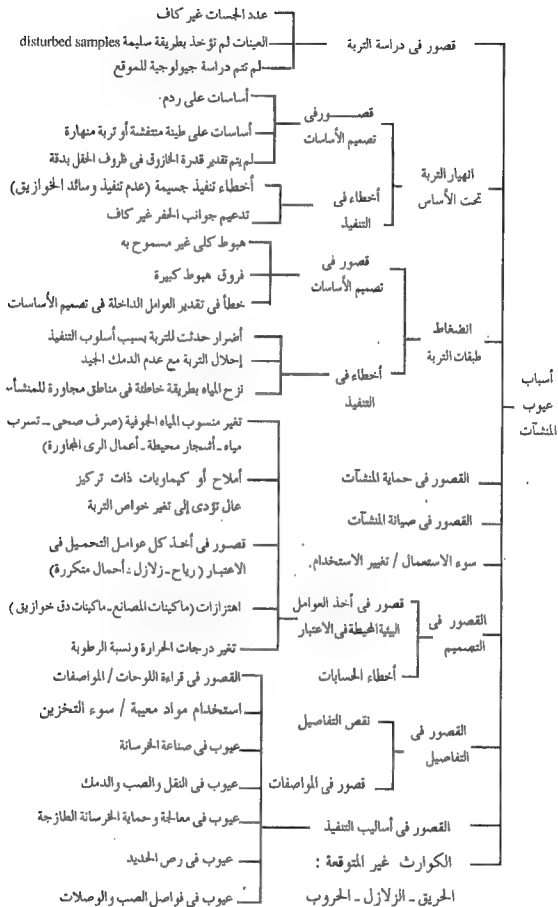 أسباب
عيوب
المنشآت
قصور فى دراسة التربة
عدد الجسات غير كاف
العينات لم تؤخذ بطريقة سليمة disturbed samples
لم تتم دراسة جيولوجية للموقع
انهيار التربة
تحت الأساس
قصــــور فى
تصميم الأساسات
أساسات على ردم.
أساسات على طينة منتفشة أو تربة منهارة
لم يتم تقدير قدرة الخازوق فى ظروف الحقل بدقة
أخطاء فى
التنفيذ
أخطاء تنفيذ جسيمة (عدم تنفيذ وسائد الخوازيق)
تدعيم جوانب الحفر غير كاف
انضغاط
طبقات التربة
قصور فى
تصميم الأساسات
هبوط كلى غير مسموح به
فروق هبوط كبيرة
خطأ فى تقدير العوامل الداخلة فى تصميم الأساسات
أخطاء فى
التنفيذ
أضرار حدثت للتربة بسبب أسلوب التنفيذ
إحلال التربة مع عدم الدمك الجيد
نزح المياه بطريقة خاطئة فى مناطق مجاورة للمنشأ
القصور فى حماية المنشآت
القصور فى صيانة المنشآت
سوء الاستعمال / تغيير الاستخدام.
القصور فى
التصميم
قصور فى أخذ العوامل
البيئية المحيطة فى الاعتبار
تغير منسوب المياه الجوفية (صرف صحى ــ تسرب
مياه ـ أشجار محيطة ـ أعمال الرى المجاورة)
أملاح أو كيماويات ذات تركيز
عال تؤدى إلى تغير خواص التربة
قصـور فى أخـذ كل عوامـل التحميـل فى
الاعتبار ( رياح ـ زلازل ـ أحمال متكررة)
اهتزازات (ماكينات المصانع ـ ماكينات دق خوازيق )
تغير درجات الحرارة ونسبة الرطوبة
أخطاء الحسابات
القصور فى
التفاصيل
نقص التفاصيل
قصور فى المواصفات
القصور فى أساليب التنفيذ
القصور فى قراءة اللوحات / المواصفات
استخدام مواد معيبة / سوء التخزين
عيوب فى صناعة الخرسانة
عيوب فى النقل والصب والدمك
عيوب فى معالجة وحماية الخرسانة الطازجة
عيوب فى رص الحديد
عيوب فى فواصل الصب والوصلات
الكوارث غير المتوقعة :
الحريق ـ الزلازل ـ الحروب